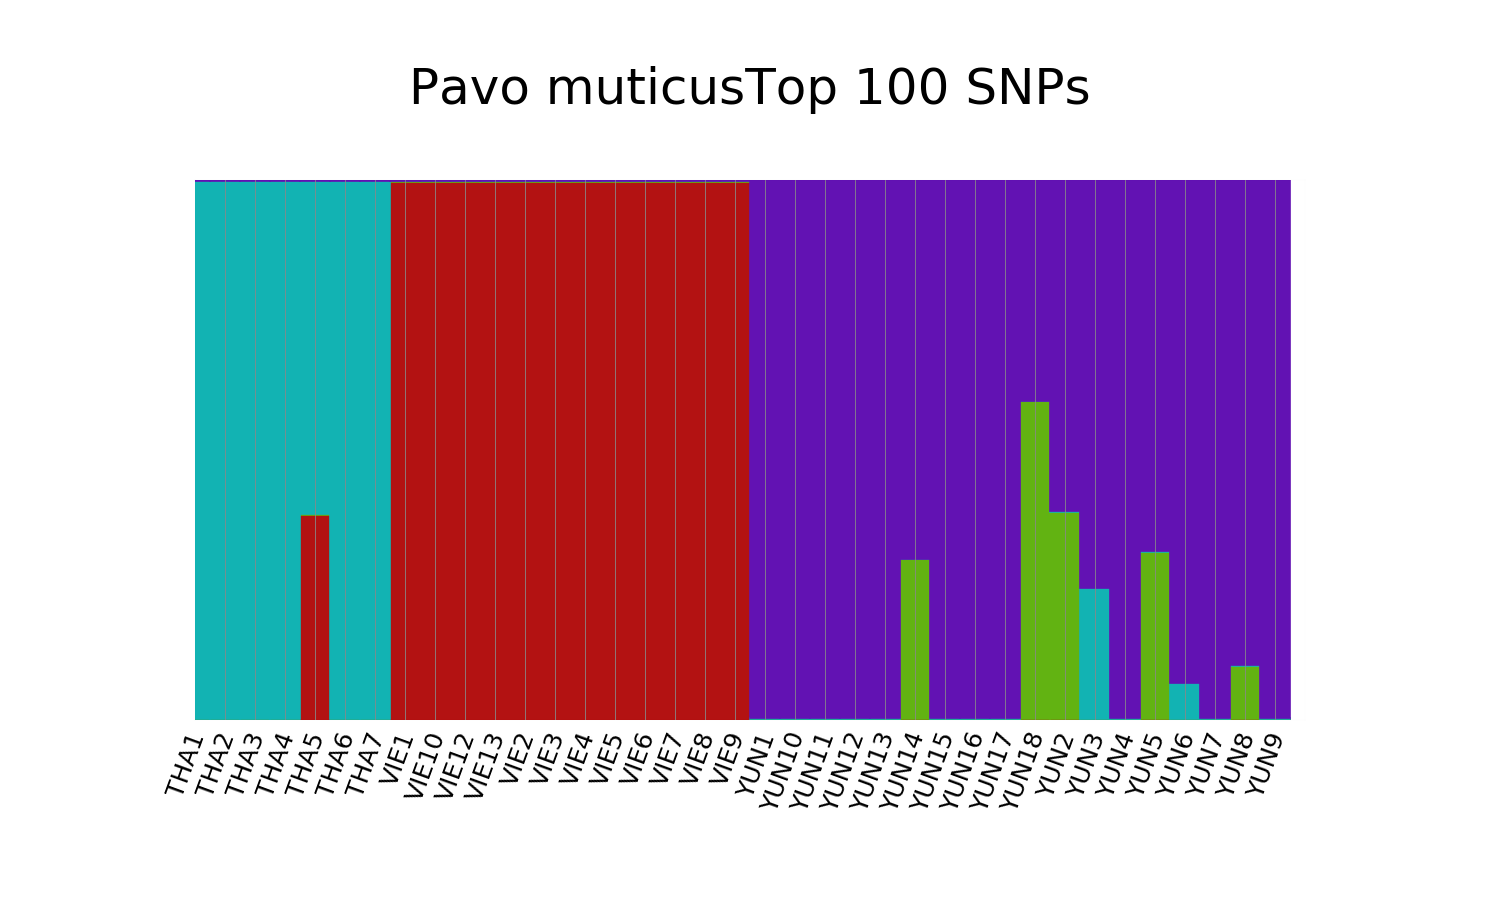 Pavo muticusTop 100 SNPs
THA1
THA2
THA3
THA4
THA5
THA6
THA7
VIE1
VIE10
VIE12
VIE13
VIE2
VIE3
VIE4
VIE5
VIE6
VIE7
VIE8
VIE9
YUN1
YUN10
YUN11
YUN12
YUN13
YUN14
YUN15
YUN16
YUN17
YUN18
YUN2
YUN3
YUN4
YUN5
YUN6
YUN7
YUN8
YUN9